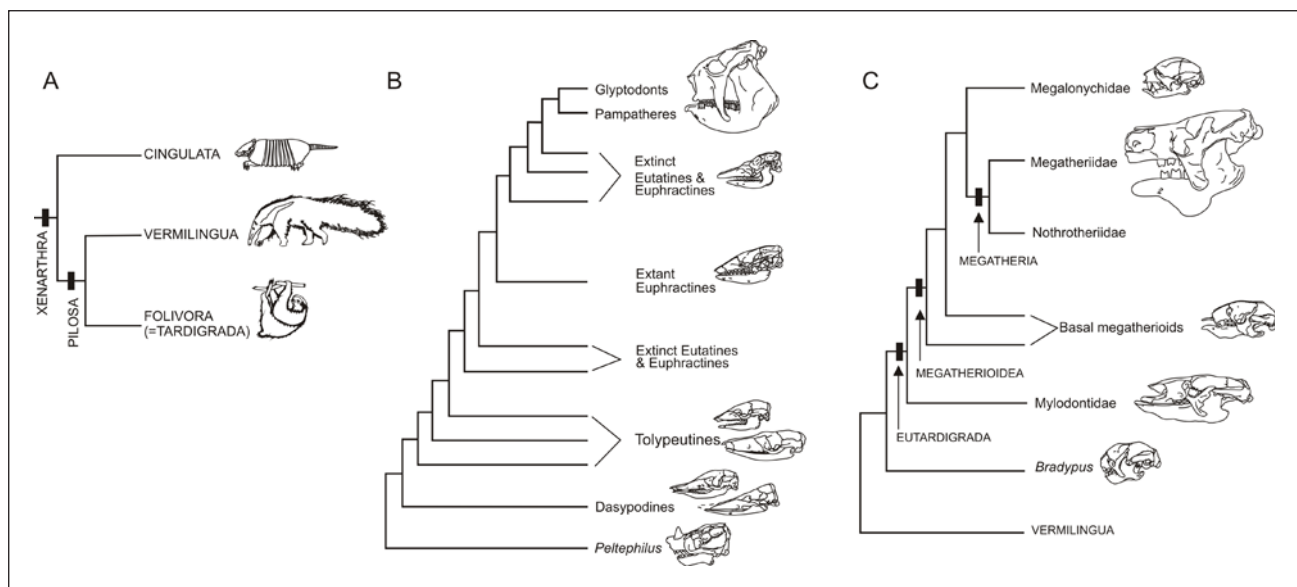 A
XENARTHRA
PILOSA
CINGULATA
VERMILINGUA
FOLIVORA
(=TARDIGRADA)
B
Glyptodonts
Pampatheres
Extinct
Eutatines &
Euphractines
Extant
Euphractines
Extinct Eutatines
& Euphractines
Tolypeutines
Dasypodines
Peltephilus
C
Megalonychidae
Megatheriidae
Nothrotheriidae
MEGATHERIA
Basal megatherioids
MEGATHERIOIDEA
Mylodontidae
EUTARDIGRADA
Bradypus
VERMILINGUA